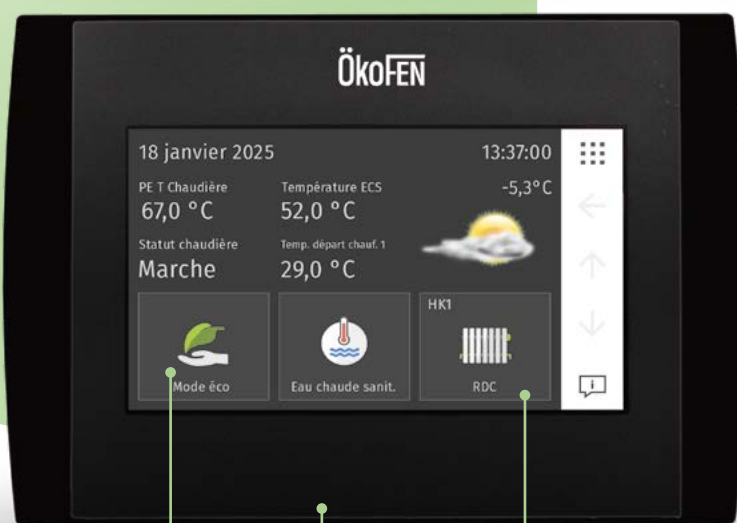 ÖkoFEN
18 janvier 2025 13:37:00
PE T Chaudière Température ECS -5,3°C
67,0 °C 52,0 °C
Statut chaudière Temp. départ chauf. 1
Marche 29,0 °C
HK1
Mode éco Eau chaude sanit. RDC